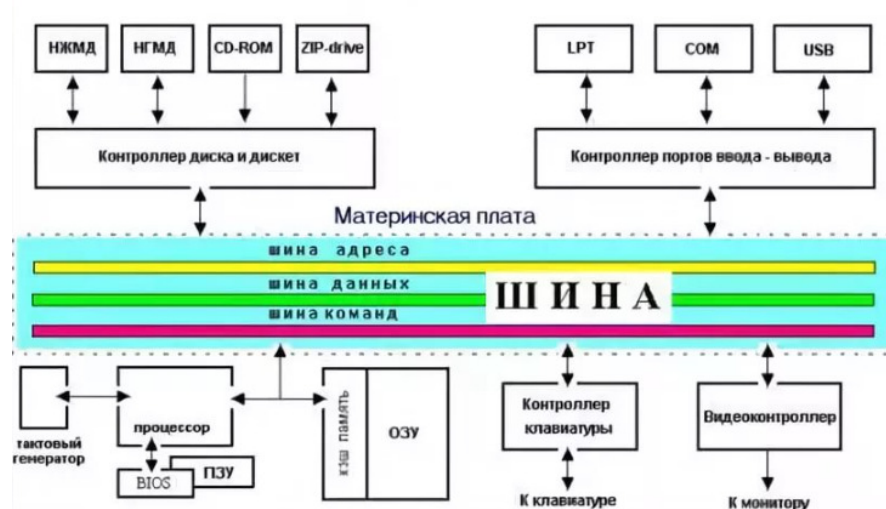 НЖМД
НГМД
CD-ROM
ZIP-drive
LPT
COM
USB
Контроллер диска и дискет
Контроллер портов ввода - вывода
Материнская плата
шина адреса
шина данных
ШИНА
шина команд
тактовый
генератор
процессор
BIOS
ПЗУ
кэш память
ОЗУ
Контроллер
клавиатуры
Видеоконтроллер
К клавиатуре
К монитору